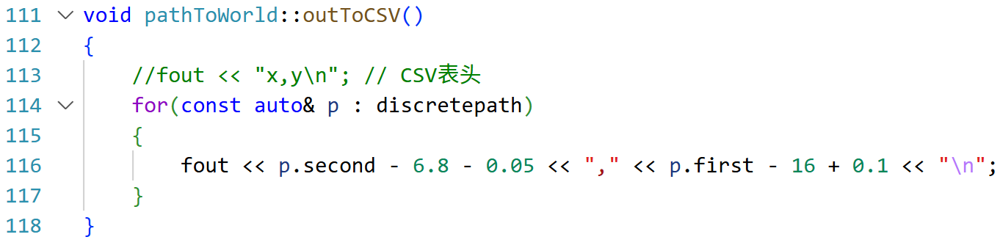 111 void pathToWorld::outToCSV()
112 {
113 //fout << "x,y\n"; // CSV表头
114 for(const auto& p : discretepath)
115 {
116 fout << p.second - 6.8 - 0.05 << "," << p.first - 16 + 0.1 << "\n";
117 }
118 }